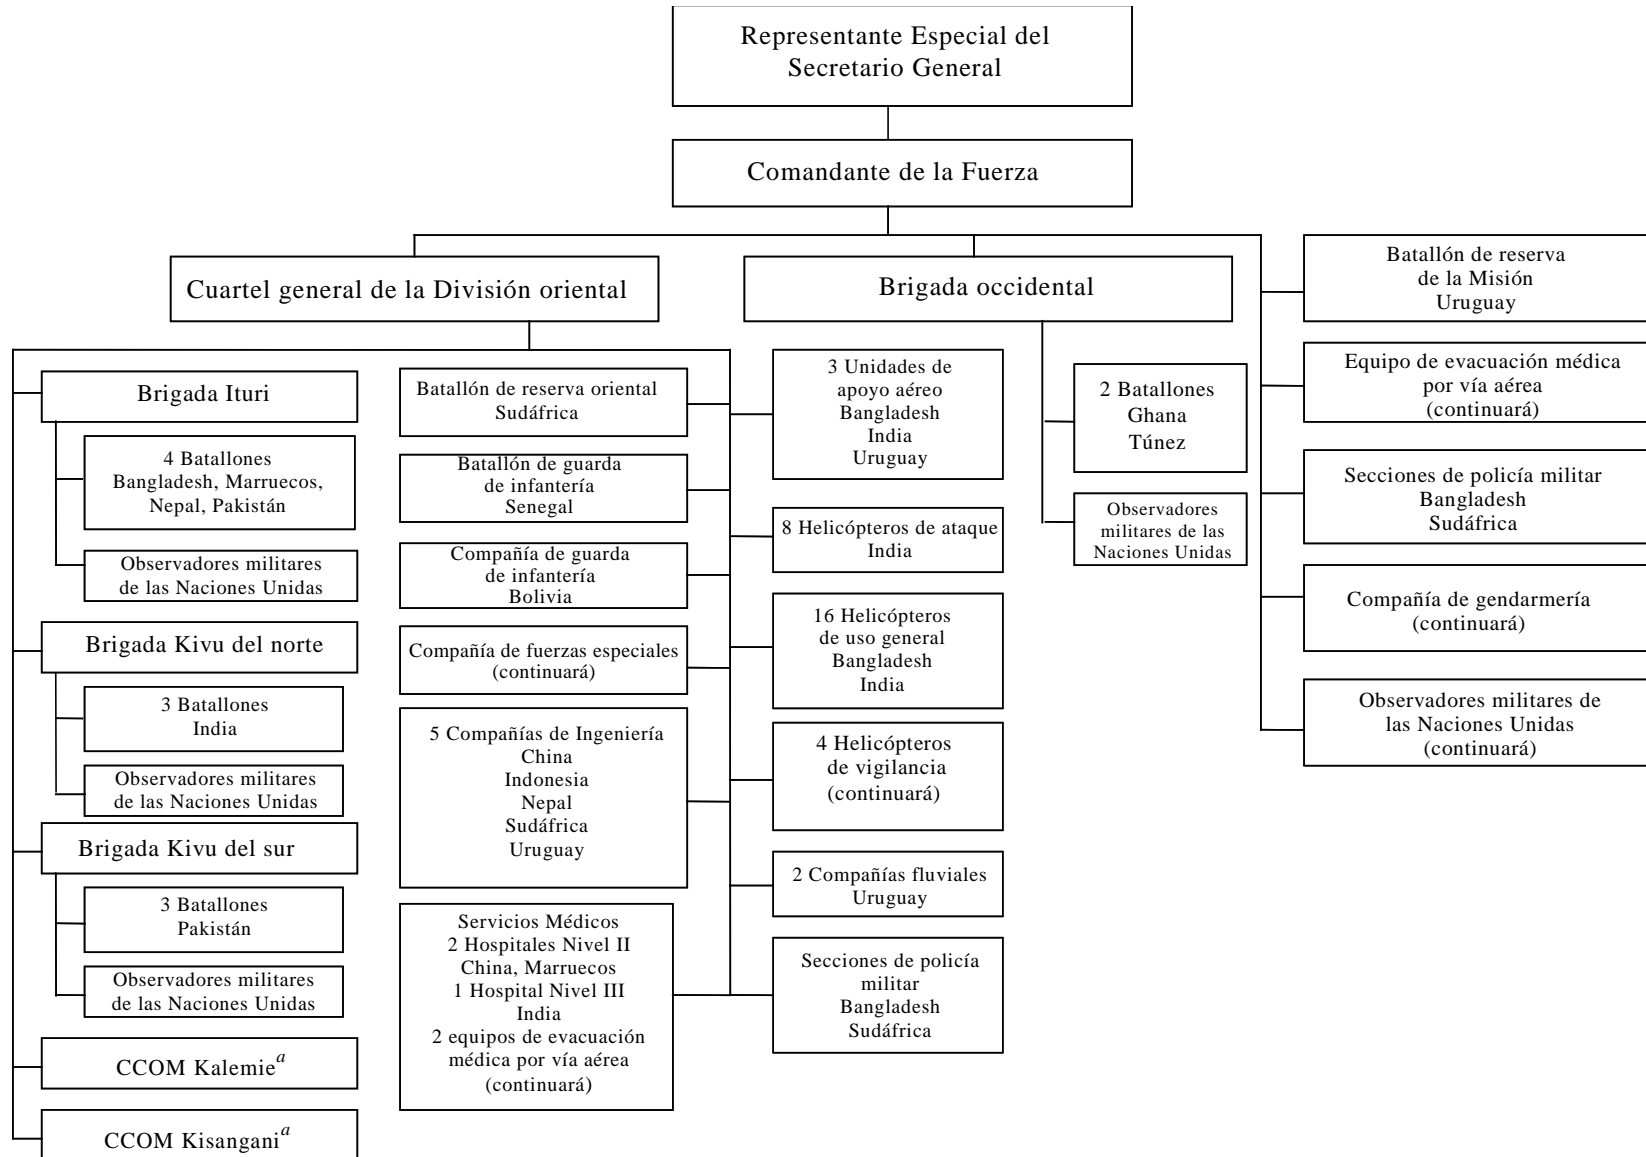 Representante Especial del
Secretario General
Comandante de la Fuerza
Cuartel general de la División oriental
Brigada Ituri
4 Batallones
Bangladesh, Marruecos,
Nepal, Pakistán
Observadores militares
de las Naciones Unidas
Brigada Kivu del norte
3 Batallones
India
Observadores militares
de las Naciones Unidas
Brigada Kivu del sur
3 Batallones
Pakistán
Observadores militares
de las Naciones Unidas
CCOM Kalemie^a
CCOM Kisangani^a
Batallón de reserva oriental
Sudáfrica
Batallón de guarda
de infantería
Senegal
Compañía de guarda
de infantería
Bolivia
Compañía de fuerzas especiales
(continuará)
5 Compañías de Ingeniería
China
Indonesia
Nepal
Sudáfrica
Uruguay
Servicios Médicos
2 Hospitales Nivel II
China, Marruecos
1 Hospital Nivel III
India
2 equipos de evacuación
médica por vía aérea
(continuará)
3 Unidades de
apoyo aéreo
Bangladesh
India
Uruguay
8 Helicópteros de ataque
India
16 Helicópteros
de uso general
Bangladesh
India
4 Helicópteros
de vigilancia
(continuará)
2 Compañías fluviales
Uruguay
Secciones de policía
militar
Bangladesh
Sudáfrica
Brigada occidental
2 Batallones
Ghana
Túnez
Observadores
militares de las
Naciones Unidas
Batallón de reserva
de la Misión
Uruguay
Equipo de evacuación médica
por vía aérea
(continuará)
Secciones de policía militar
Bangladesh
Sudáfrica
Compañía de gendarmería
(continuará)
Observadores militares de
las Naciones Unidas
(continuará)